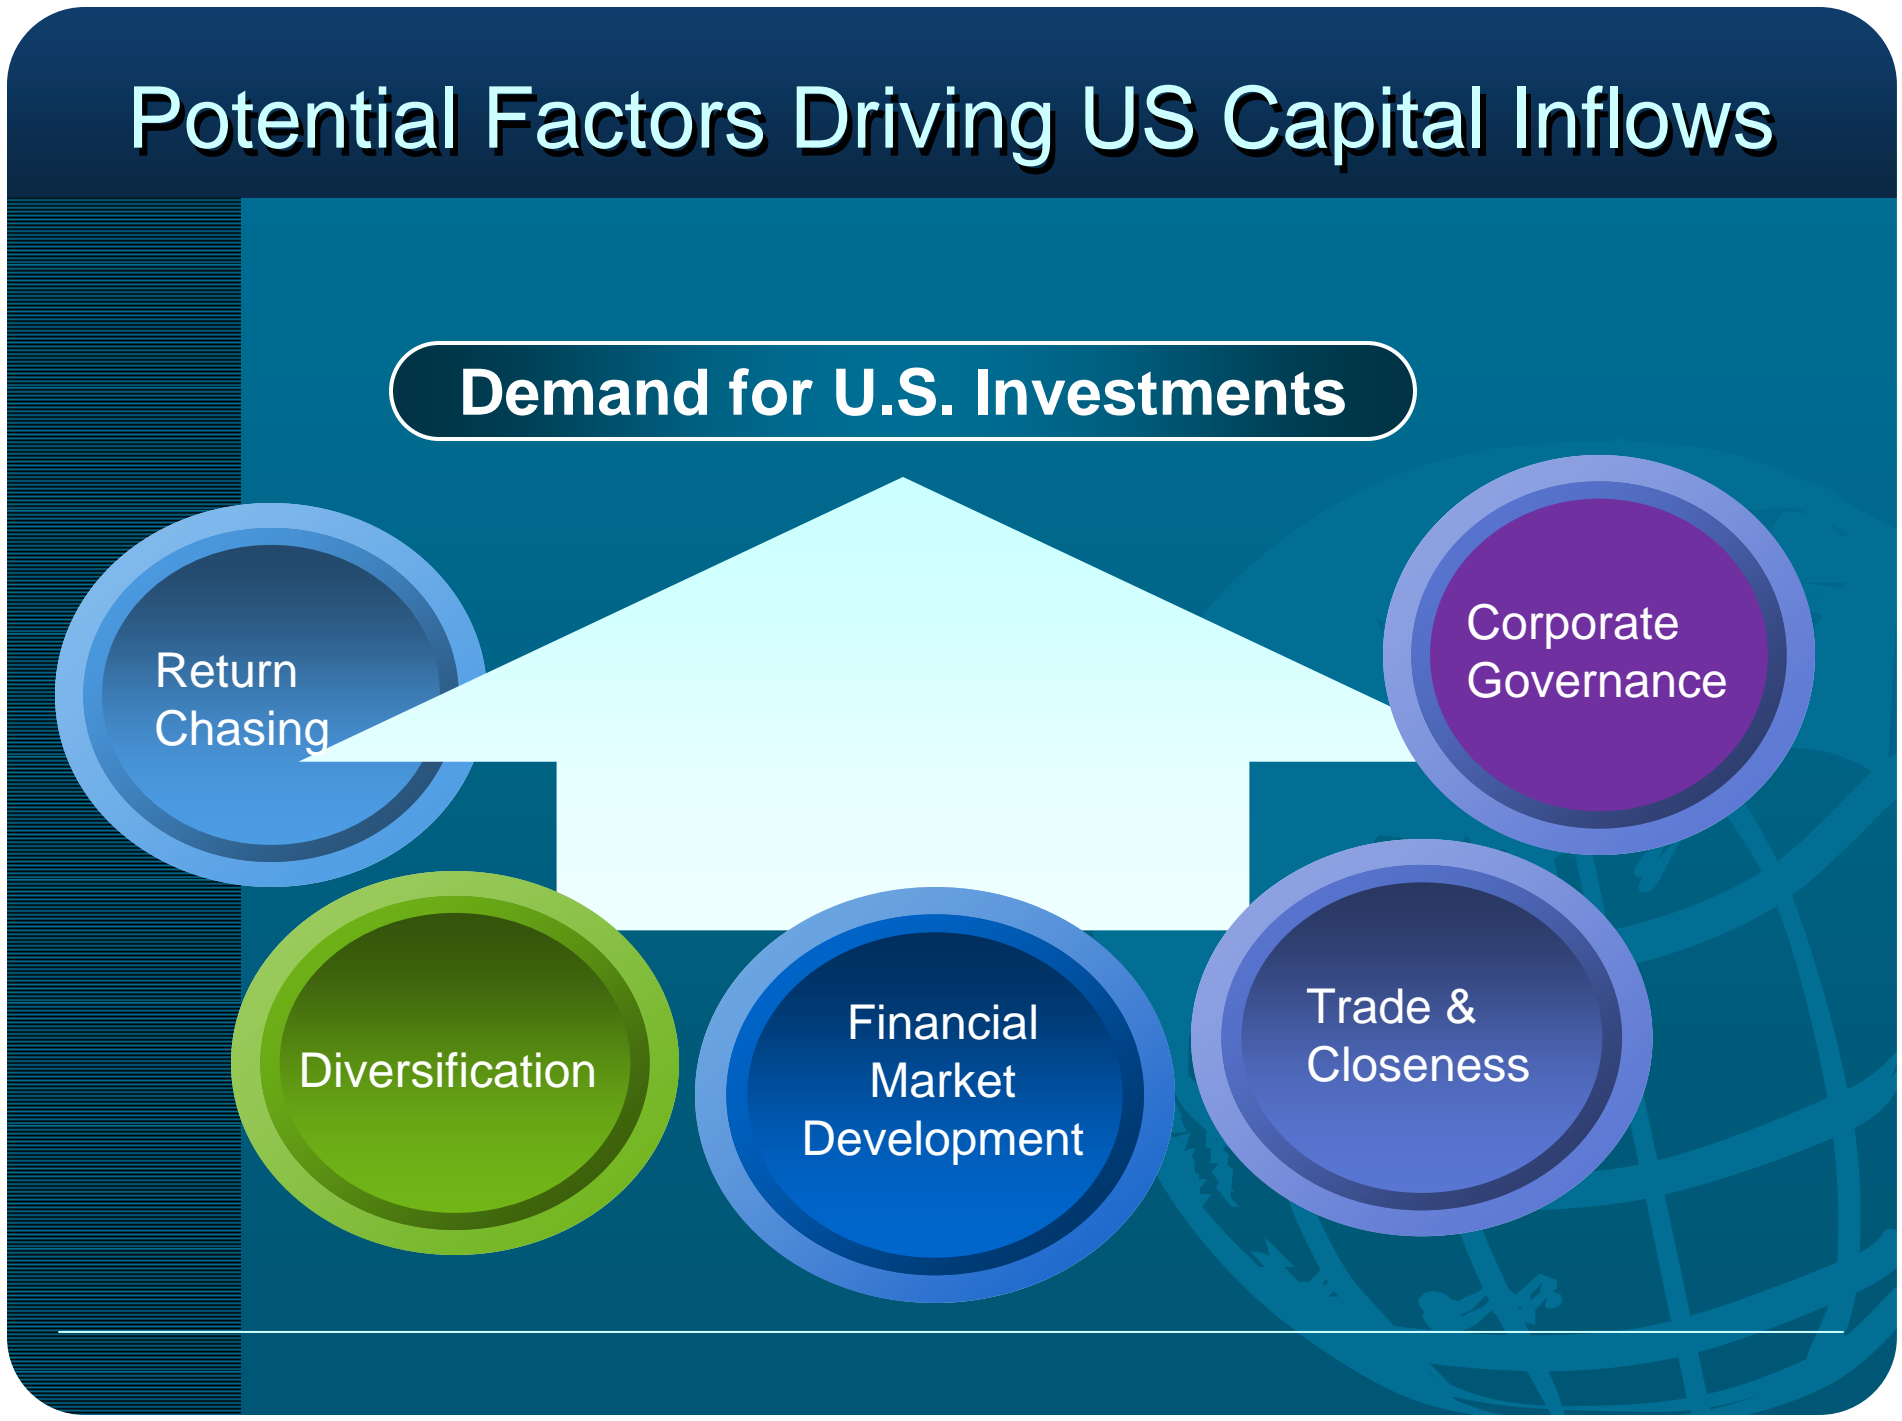 Potential Factors Driving US Capital Inflows
Demand for U.S. Investments
Return
Chasing
Diversification
Financial
Market
Development
Trade &
Closeness
Corporate
Governance